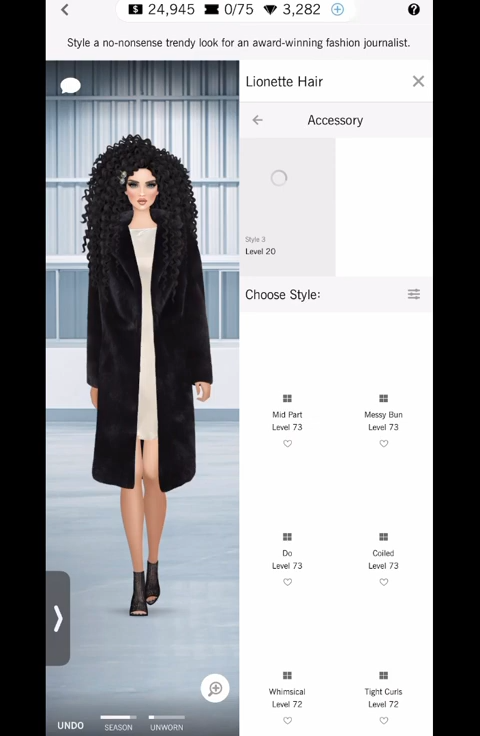 24,945 0/75 3,282
Style a no-nonsense trendy look for an award-winning fashion journalist.
Lionette Hair
Accessory
Style 3
Level 20
Choose Style:
Mid Part
Level 73
Messy Bun
Level 73
Do
Level 73
Coiled
Level 73
Whimsical
Level 72
Tight Curls
Level 72
UNDO
SEASON
UNWORN